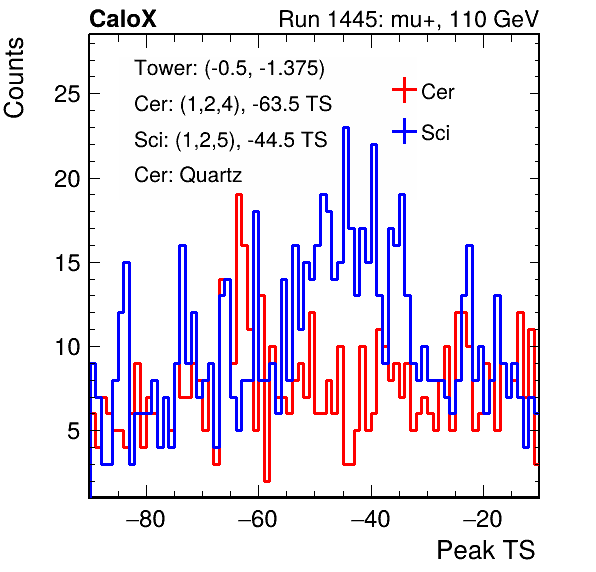 CaloX Run 1445: mu+, 110 GeV
Counts
Tower: (-0.5, -1.375)
Cer: (1,2,4), -63.5 TS
Sci: (1,2,5), -44.5 TS
Cer: Quartz
Cer
Sci
25
20
15
10
5
−80 −60 −40 −20
Peak TS